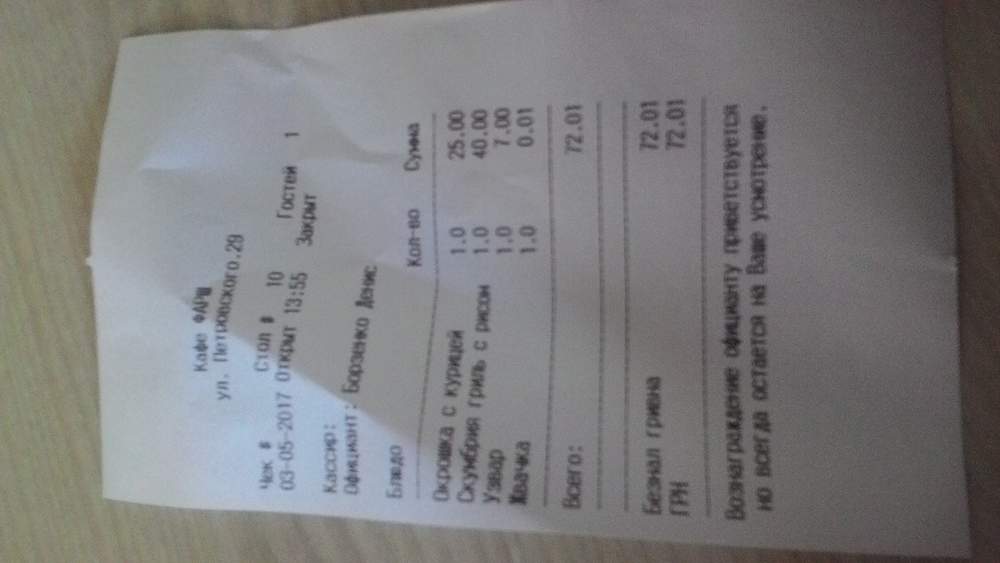 Кафе ФАРШ
ул. Петровского.29
Чек # Стол # 10 Гостей 1
03-05-2017 Открыт 13:55 Закрыт
Кассир:
Официант: Борзенко Денис
Блюдо Кол-во Сумма
Окрошка с курицей 1.0 25.00
Скумбрия гриль с рисом 1.0 40.00
Узвар 1.0 7.00
Жвачка 1.0 0.01
Всего: 72.01
Безнал гривна 72.01
ГРН 72.01
Вознаграждение официанту приветствуется
но всегда остается на Ваше усмотрение.